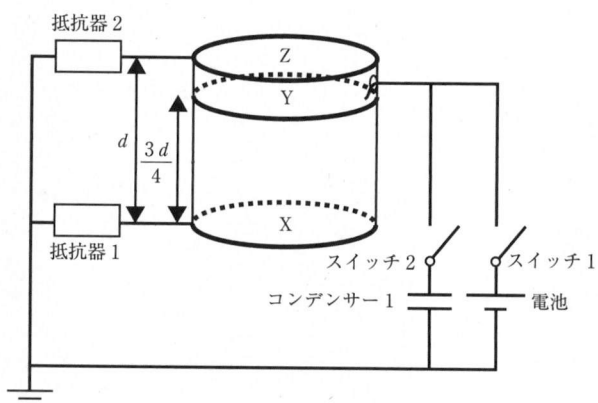 抵抗器2
Z
Y
d
3d/4
X
抵抗器1
スイッチ2
スイッチ1
コンデンサー1
電池